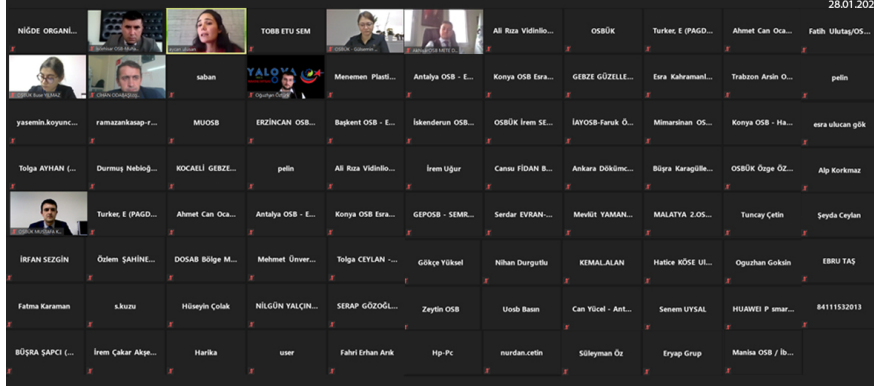 28.01.202
NİĞDE ORGANİ...
TOBB ETU SEM
Ali Rıza Vidinlio...
OSBÜK
Turker, E (PAGD...
Ahmet Can Oca...
Fatih Ulutaş/OS...
saban
YALOVA
Oğuzhan
Menemen Plasti...
Antalya OSB - E...
Konya OSB Esra...
GEBZE GÜZELLE...
Esra Kahramanl...
Trabzon Arsin O...
pelin
yasemin.koyunc...
ramazankasap-r...
MUOSB
ERZİNCAN OSB...
Başkent OSB - E...
İskenderun OSB...
OSBÜK İrem SE...
İAYOSB-Faruk Ö...
Mimarsinan OS...
Konya OSB - Ha...
esra ulucan gök
Tolga AYHAN (...
Durmuş Nebioğ...
KOCAELİ GEBZE...
pelin
Ali Rıza Vidinlio...
İrem Uğur
Cansu FİDAN B...
Ankara Dökümc...
Büşra Karagülle...
OSBÜK Özge ÖZ...
Alp Korkmaz
Turker, E (PAGD...
Ahmet Can Oca...
Antalya OSB - E...
Konya OSB Esra...
GEPOSB - SEMR...
Serdar EVRAN-...
Mevlüt YAMAN...
MALATYA 2.OS...
Tuncay Çetin
Şeyda Ceylan
İRFAN SEZGİN
Özlem ŞAHİNE...
DOSAB Bölge M...
Mehmet Ünver...
Tolga CEYLAN -...
Gökçe Yüksel
Nihan Durgutlu
KEMAL.ALAN
Hatice KÖSE Ul...
Oguzhan Goksin
EBRU TAŞ
Fatma Karaman
s.kuzu
Hüseyin Çolak
NİLGÜN YALÇIN...
SERAP GÖZOĞL...
Zeytin OSB
Uosb Basın
Can Yücel - Ant...
Senem UYSAL
HUAWEI P smar...
84111532013
BÜŞRA ŞAPCI (...
İrem Çakar Akşe...
Harika
user
Fahri Erhan Arık
Hp-Pc
nurdan.cetin
Süleyman Öz
Eryap Grup
Manisa OSB / İb...